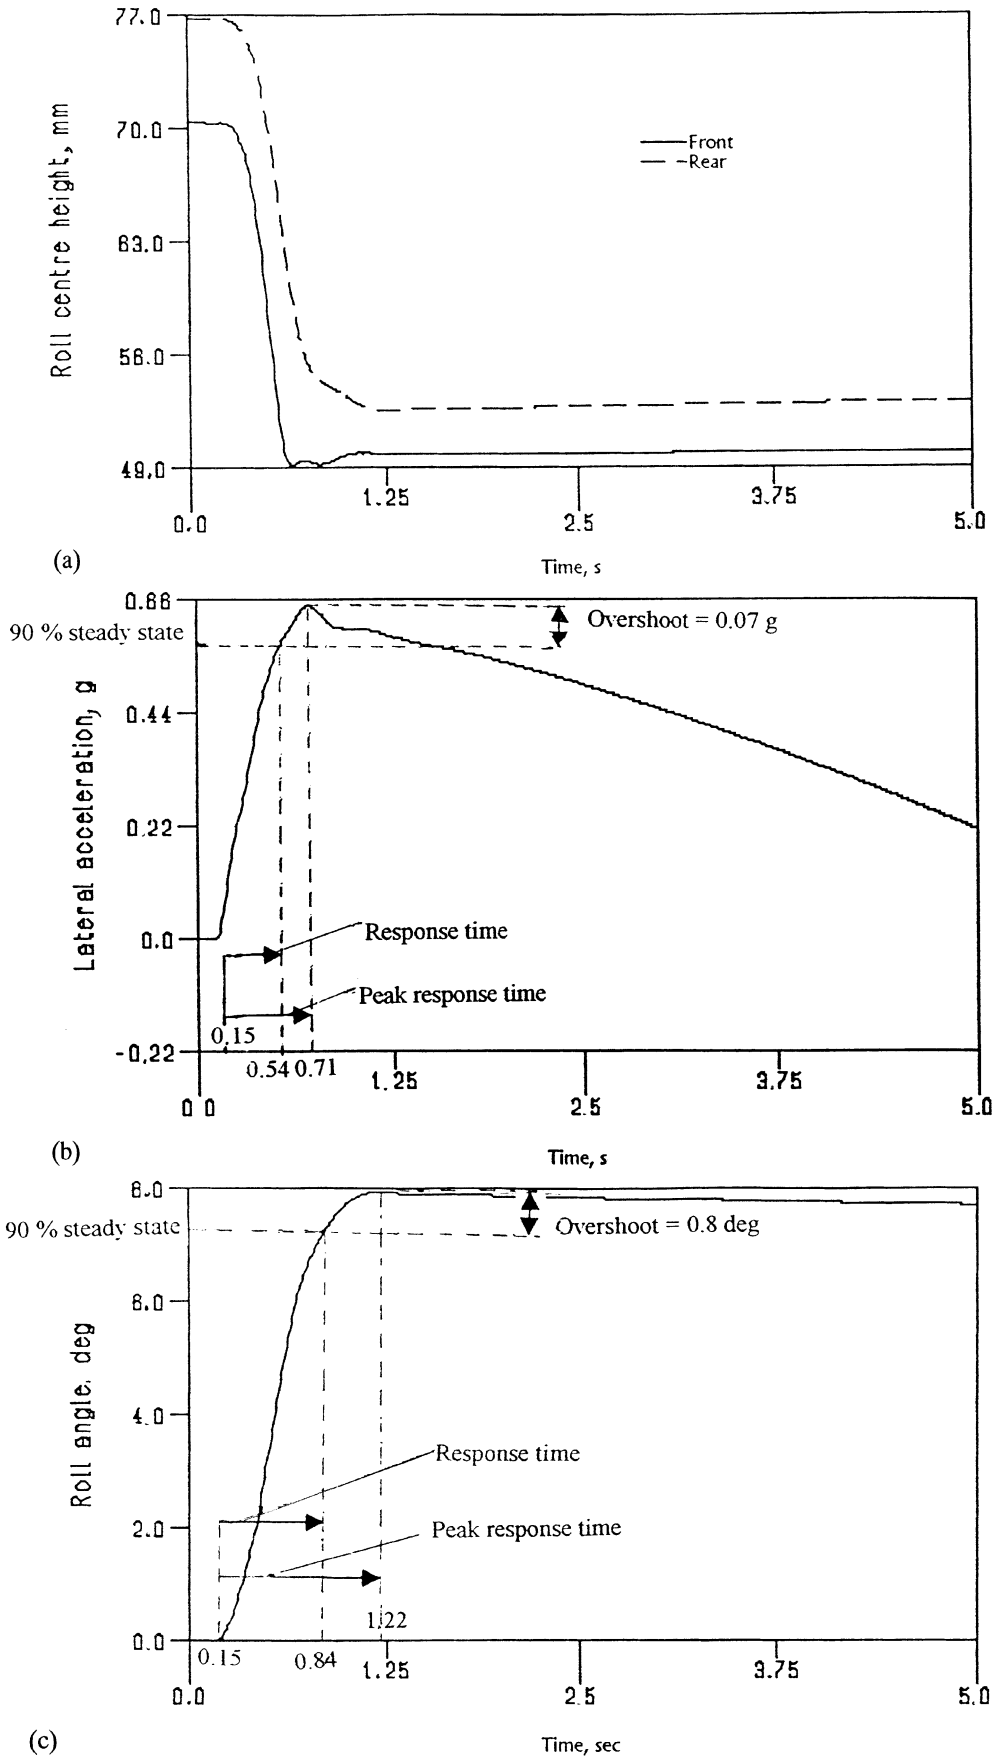 77.0
70.0
63.0
56.0
49.0
Roll centre height, mm
Front
Rear
0.0
1.25
2.5
3.75
5.0
(a)
Time, s
0.66
90 % steady state
0.44
0.22
0.0
-0.22
Lateral acceleration, g
Overshoot = 0.07 g
Response time
Peak response time
0.15
0.54 0.71
0 0
1.25
2.5
3.75
5.0
(b)
Time, s
8.0
90 % steady state
6.0
4.0
2.0
0.0
Roll angle, deg
Overshoot = 0.8 deg
Response time
Peak response time
1.22
0.15
0.84
0.0
1.25
2.5
3.75
5.0
(c)
Time, sec